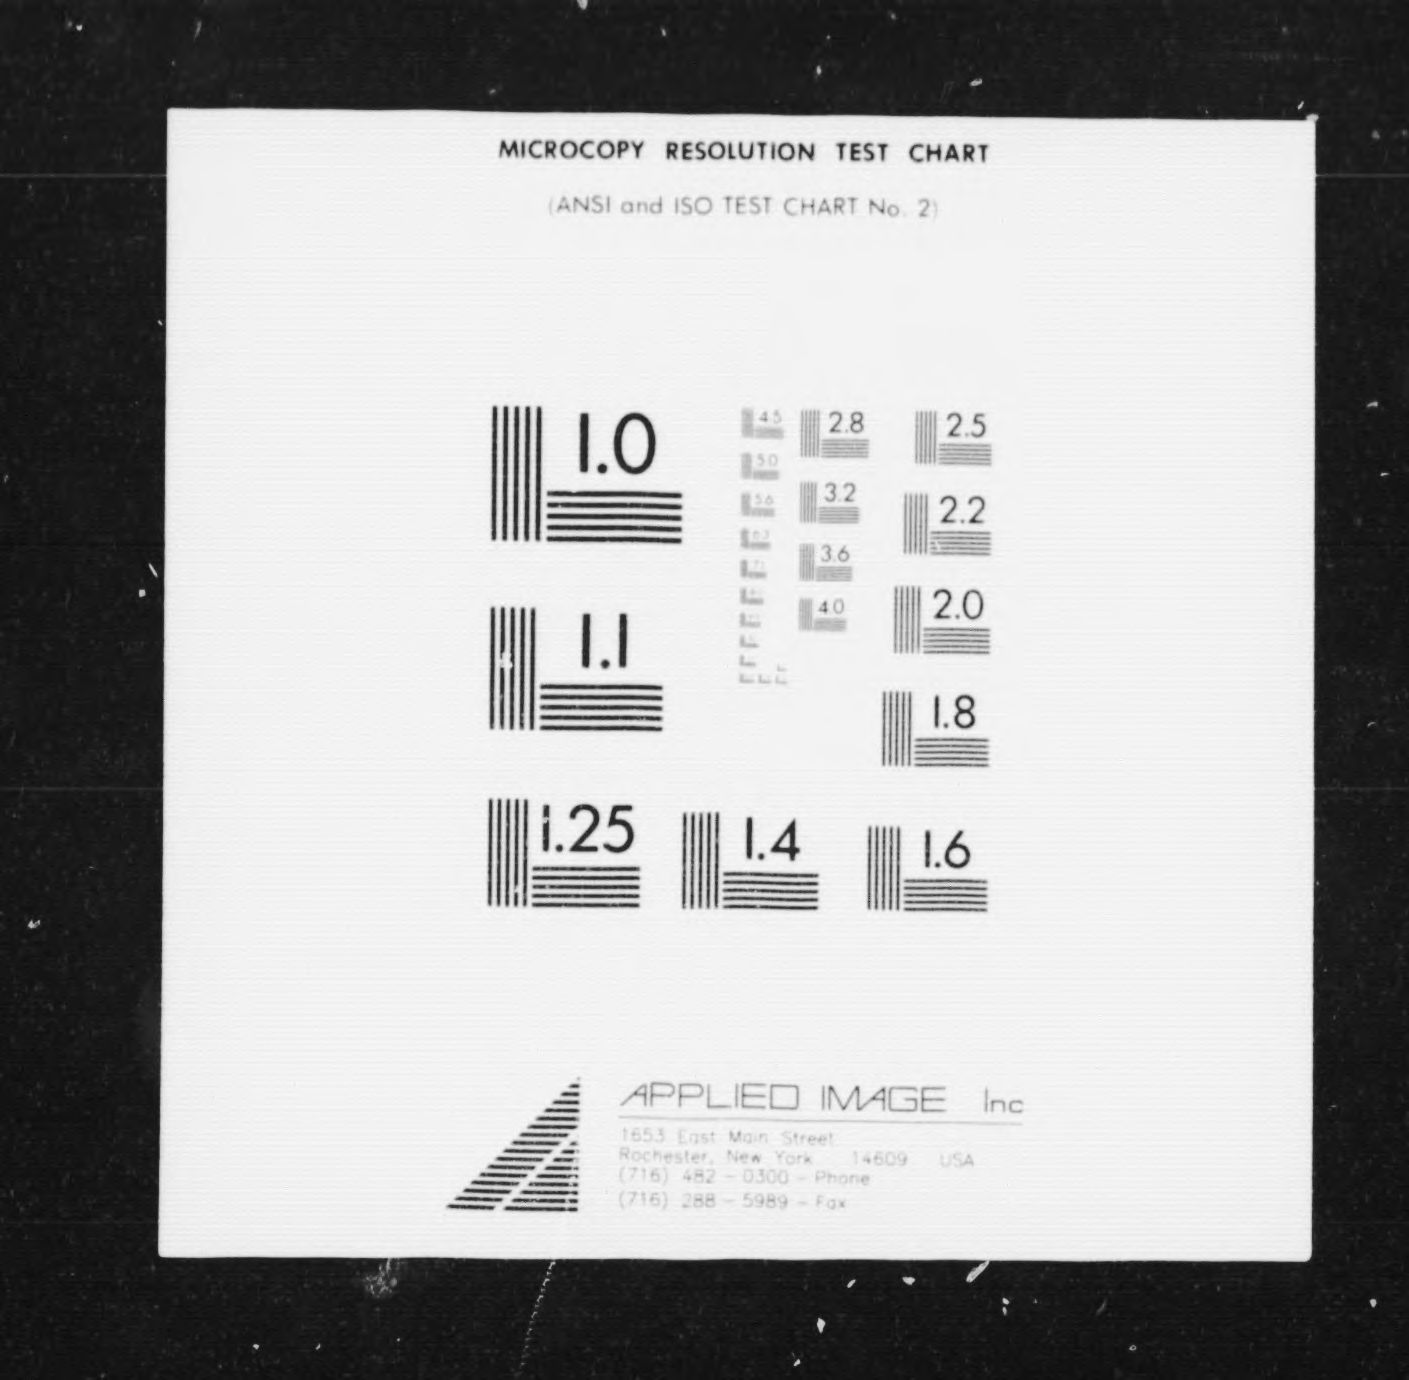 MICROCOPY RESOLUTION TEST CHART
(ANSI and ISO TEST CHART No. 2)
1.0
1.1
1.25
1.4
1.6
1.8
2.0
2.2
2.5
2.8
3.2
3.6
4.0
4.5
5.0
5.6
APPLIED IMAGE Inc
1653 East Main Street
Rochester, New York 14609 USA
(716) 482 - 0300 - Phone
(716) 288 - 5989 - Fax